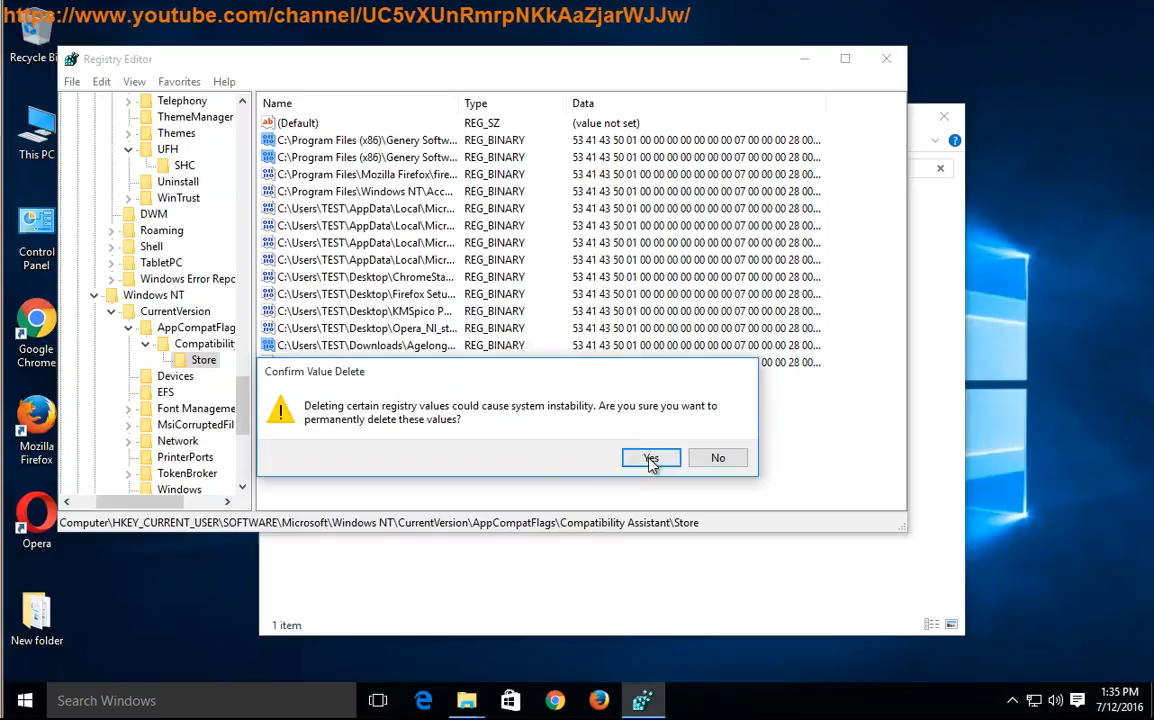 https://www.youtube.com/channel/UC5vXUnRmrpNKkAaZjarWJJw/
Recycle Bi
This PC
Control
Panel
Google
Chrome
Mozilla
Firefox
Opera
New folder
Registry Editor
File Edit View Favorites Help
Telephony
ThemeManager
Themes
UFH
SHC
Uninstall
WinTrust
DWM
Roaming
Shell
TabletPC
Windows Error Repo
Windows NT
CurrentVersion
AppCompatFlag
Compatibility
Store
Devices
EFS
Font Manageme
MsiCorruptedFil
Network
PrinterPorts
TokenBroker
Windows
Name Type Data
(Default) REG_SZ (value not set)
C:\Program Files (x86)\Genery Softw... REG_BINARY 53 41 43 50 01 00 00 00 00 00 00 00 07 00 00 00 28 00...
C:\Program Files (x86)\Genery Softw... REG_BINARY 53 41 43 50 01 00 00 00 00 00 00 00 07 00 00 00 28 00...
C:\Program Files\Mozilla Firefox\fire... REG_BINARY 53 41 43 50 01 00 00 00 00 00 00 00 07 00 00 00 28 00...
C:\Program Files\Windows NT\Acc... REG_BINARY 53 41 43 50 01 00 00 00 00 00 00 00 07 00 00 00 28 00...
C:\Users\TEST\AppData\Local\Micr... REG_BINARY 53 41 43 50 01 00 00 00 00 00 00 00 07 00 00 00 28 00...
C:\Users\TEST\AppData\Local\Micr... REG_BINARY 53 41 43 50 01 00 00 00 00 00 00 00 07 00 00 00 28 00...
C:\Users\TEST\AppData\Local\Micr... REG_BINARY 53 41 43 50 01 00 00 00 00 00 00 00 07 00 00 00 28 00...
C:\Users\TEST\AppData\Local\Micr... REG_BINARY 53 41 43 50 01 00 00 00 00 00 00 00 07 00 00 00 28 00...
C:\Users\TEST\Desktop\ChromeSta... REG_BINARY 53 41 43 50 01 00 00 00 00 00 00 00 07 00 00 00 28 00...
C:\Users\TEST\Desktop\Firefox Setu... REG_BINARY 53 41 43 50 01 00 00 00 00 00 00 00 07 00 00 00 28 00...
C:\Users\TEST\Desktop\KMSpico P... REG_BINARY 53 41 43 50 01 00 00 00 00 00 00 00 07 00 00 00 28 00...
C:\Users\TEST\Desktop\Opera_NI_st... REG_BINARY 53 41 43 50 01 00 00 00 00 00 00 00 07 00 00 00 28 00...
C:\Users\TEST\Downloads\Agelong... REG_BINARY 53 41 43 50 01 00 00 00 00 00 00 00 07 00 00 00 28 00...
00 00 00 28 00...
Confirm Value Delete
Deleting certain registry values could cause system instability. Are you sure you want to
permanently delete these values?
Yes No
Computer\HKEY_CURRENT_USER\SOFTWARE\Microsoft\Windows NT\CurrentVersion\AppCompatFlags\Compatibility Assistant\Store
1 item
Search Windows
1:35 PM
7/12/2016